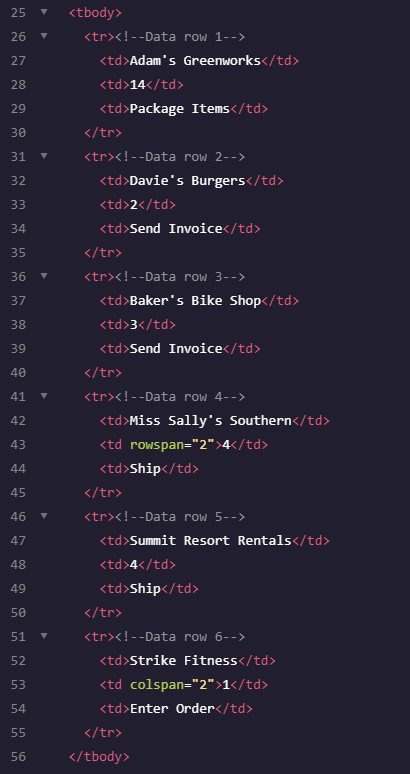 25 <tbody>
26 <tr><!--Data row 1-->
27 <td>Adam's Greenworks</td>
28 <td>14</td>
29 <td>Package Items</td>
30 </tr>
31 <tr><!--Data row 2-->
32 <td>Davie's Burgers</td>
33 <td>2</td>
34 <td>Send Invoice</td>
35 </tr>
36 <tr><!--Data row 3-->
37 <td>Baker's Bike Shop</td>
38 <td>3</td>
39 <td>Send Invoice</td>
40 </tr>
41 <tr><!--Data row 4-->
42 <td>Miss Sally's Southern</td>
43 <td rowspan="2">4</td>
44 <td>Ship</td>
45 </tr>
46 <tr><!--Data row 5-->
47 <td>Summit Resort Rentals</td>
48 <td>4</td>
49 <td>Ship</td>
50 </tr>
51 <tr><!--Data row 6-->
52 <td>Strike Fitness</td>
53 <td colspan="2">1</td>
54 <td>Enter Order</td>
55 </tr>
56 </tbody>